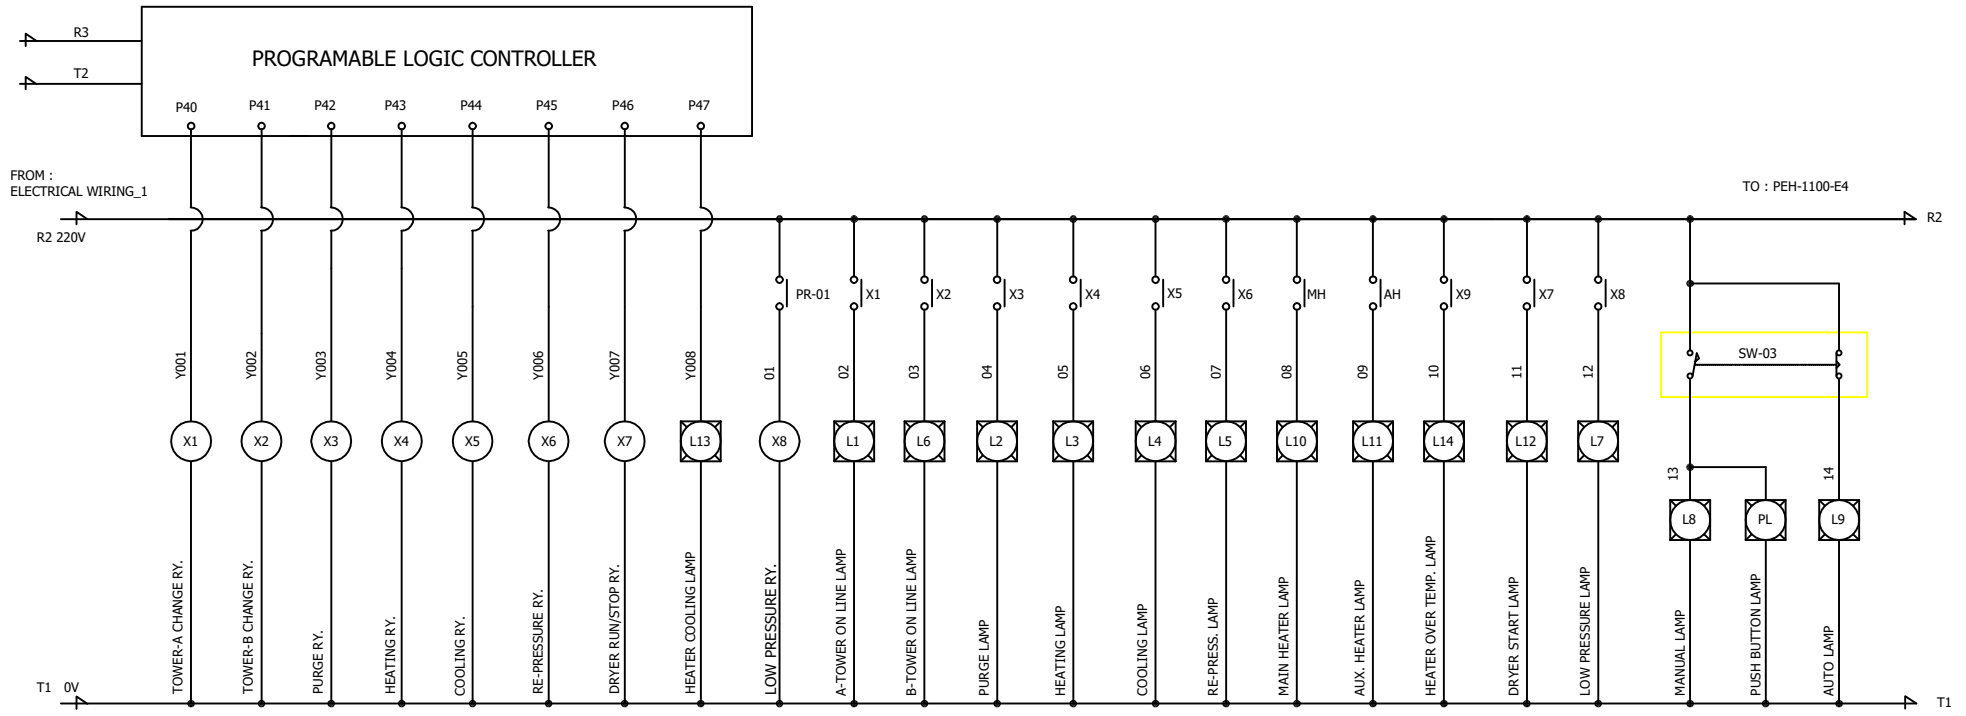 R3
PROGRAMABLE LOGIC CONTROLLER
T2
P40 P41 P42 P43 P44 P45 P46 P47
FROM :
ELECTRICAL WIRING_1
TO : PEH-1100-E4
R2 220V
R2
PR-01 X1 X2 X3 X4 X5 X6 MH AH X9 X7 X8
SW-03
Y001 Y002 Y003 Y004 Y005 Y006 Y007 Y008 01 02 03 04 05 06 07 08 09 10 11 12
X1 X2 X3 X4 X5 X6 X7 L13 X8 L1 L6 L2 L3 L4 L5 L10 L11 L14 L12 L7
13 14
L8 PL L9
TOWER-A CHANGE RY.
TOWER-B CHANGE RY.
PURGE RY.
HEATING RY.
COOLING RY.
RE-PRESSURE RY.
DRYER RUN/STOP RY.
HEATER COOLING LAMP
LOW PRESSURE RY.
A-TOWER ON LINE LAMP
B-TOWER ON LINE LAMP
PURGE LAMP
HEATING LAMP
COOLING LAMP
RE-PRESS. LAMP
MAIN HEATER LAMP
AUX. HEATER LAMP
HEATER OVER TEMP. LAMP
DRYER START LAMP
LOW PRESSURE LAMP
MANUAL LAMP
PUSH BUTTON LAMP
AUTO LAMP
T1 0V
T1